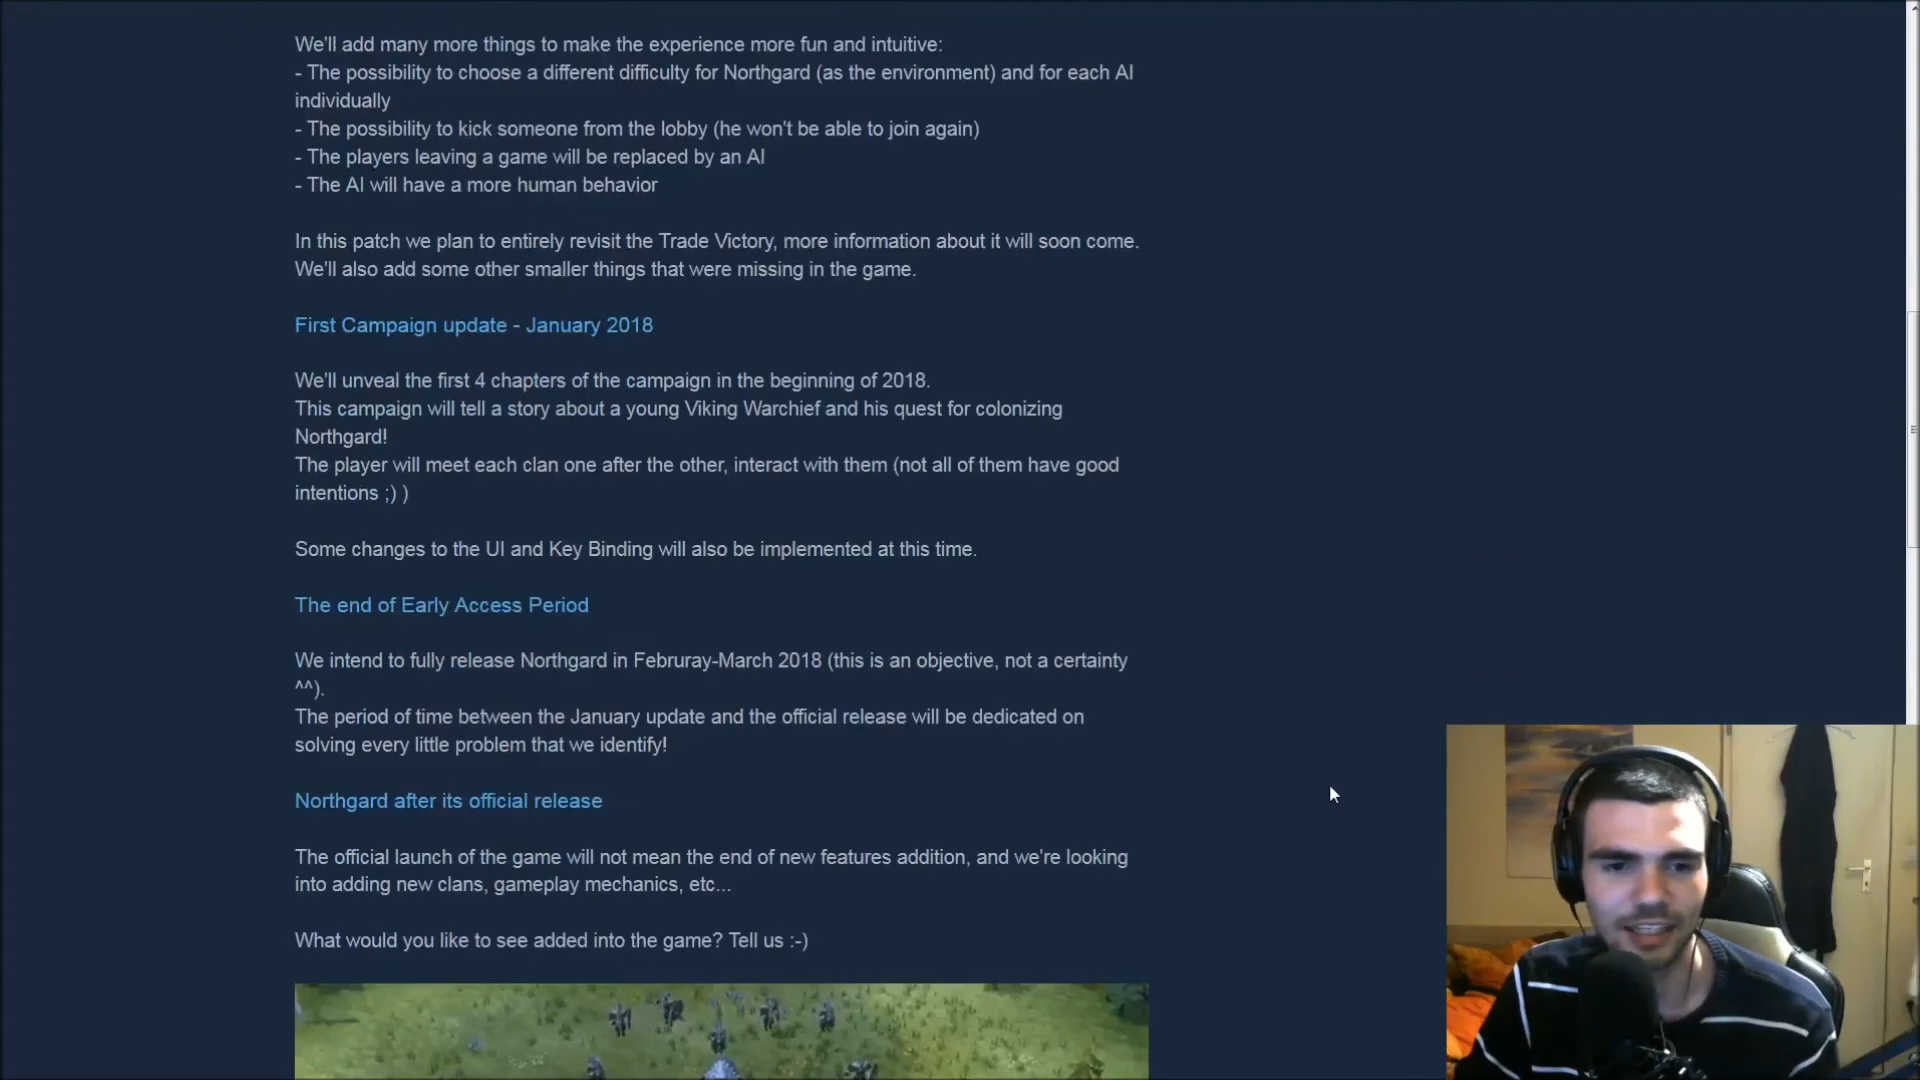 We'll add many more things to make the experience more fun and intuitive:
- The possibility to choose a different difficulty for Northgard (as the environment) and for each AI
individually
- The possibility to kick someone from the lobby (he won't be able to join again)
- The players leaving a game will be replaced by an AI
- The AI will have a more human behavior
In this patch we plan to entirely revisit the Trade Victory, more information about it will soon come.
We'll also add some other smaller things that were missing in the game.
First Campaign update - January 2018
We'll unveal the first 4 chapters of the campaign in the beginning of 2018.
This campaign will tell a story about a young Viking Warchief and his quest for colonizing
Northgard!
The player will meet each clan one after the other, interact with them (not all of them have good
intentions ;) )
Some changes to the UI and Key Binding will also be implemented at this time.
The end of Early Access Period
We intend to fully release Northgard in Februray-March 2018 (this is an objective, not a certainty
^^).
The period of time between the January update and the official release will be dedicated on
solving every little problem that we identify!
Northgard after its official release
The official launch of the game will not mean the end of new features addition, and we're looking
into adding new clans, gameplay mechanics, etc...
What would you like to see added into the game? Tell us :-)